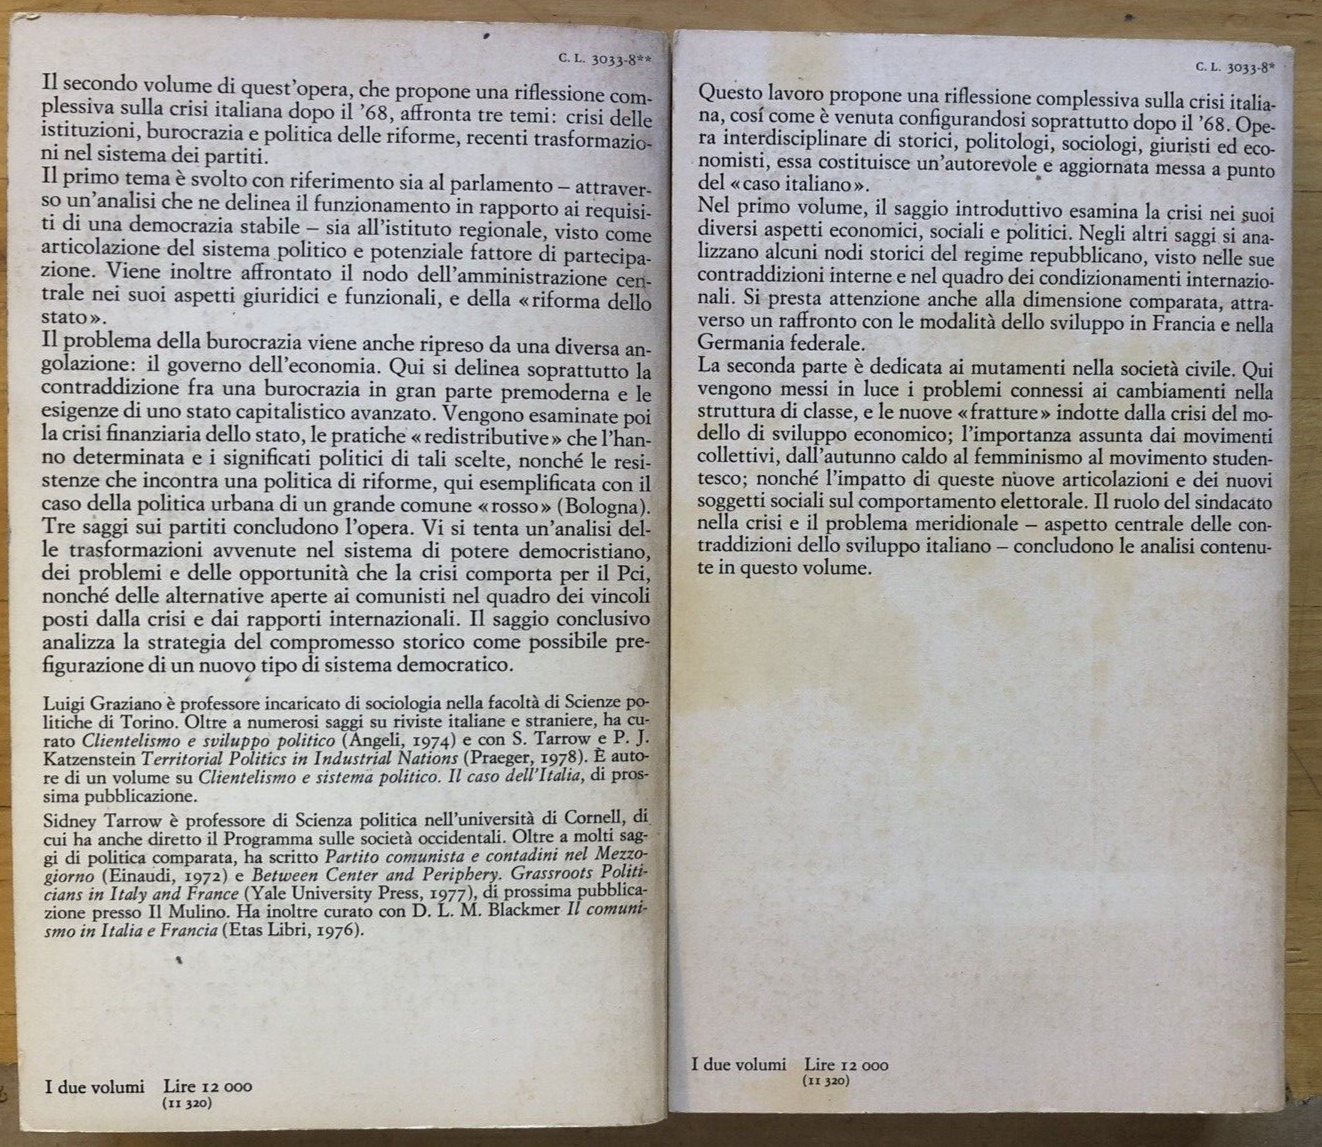 C. L. 3033-8**
Il secondo volume di quest'opera, che propone una riflessione com-
plessiva sulla crisi italiana dopo il '68, affronta tre temi: crisi delle
istituzioni, burocrazia e politica delle riforme, recenti trasformazio-
ni nel sistema dei partiti.
Il primo tema è svolto con riferimento sia al parlamento – attraver-
so un'analisi che ne delinea il funzionamento in rapporto ai requisi-
ti di una democrazia stabile – sia all'istituto regionale, visto come
articolazione del sistema politico e potenziale fattore di partecipa-
zione. Viene inoltre affrontato il nodo dell'amministrazione cen-
trale nei suoi aspetti giuridici e funzionali, e della «riforma dello
stato».
Il problema della burocrazia viene anche ripreso da una diversa an-
golazione: il governo dell'economia. Qui si delinea soprattutto la
contraddizione fra una burocrazia in gran parte premoderna e le
esigenze di uno stato capitalistico avanzato. Vengono esaminate poi
la crisi finanziaria dello stato, le pratiche «redistributive» che l'han-
no determinata e i significati politici di tali scelte, nonché le resi-
stenze che incontra una politica di riforme, qui esemplificata con il
caso della politica urbana di un grande comune «rosso» (Bologna).
Tre saggi sui partiti concludono l'opera. Vi si tenta un'analisi del-
le trasformazioni avvenute nel sistema di potere democristiano,
dei problemi e delle opportunità che la crisi comporta per il Pci,
nonché delle alternative aperte ai comunisti nel quadro dei vincoli
posti dalla crisi e dai rapporti internazionali. Il saggio conclusivo
analizza la strategia del compromesso storico come possibile pre-
figurazione di un nuovo tipo di sistema democratico.
Luigi Graziano è professore incaricato di sociologia nella facoltà di Scienze po-
litiche di Torino. Oltre a numerosi saggi su riviste italiane e straniere, ha cu-
rato Clientelismo e sviluppo politico (Angeli, 1974) e con S. Tarrow e P. J.
Katzenstein Territorial Politics in Industrial Nations (Praeger, 1978). È auto-
re di un volume su Clientelismo e sistema politico. Il caso dell'Italia, di pros-
sima pubblicazione.
Sidney Tarrow è professore di Scienza politica nell'università di Cornell, di
cui ha anche diretto il Programma sulle società occidentali. Oltre a molti sag-
gi di politica comparata, ha scritto Partito comunista e contadini nel Mezzo-
giorno (Einaudi, 1972) e Between Center and Periphery. Grassroots Politi-
cians in Italy and France (Yale University Press, 1977), di prossima pubblica-
zione presso Il Mulino. Ha inoltre curato con D. L. M. Blackmer Il comuni-
smo in Italia e Francia (Etas Libri, 1976).
I due volumi Lire 12 000
(11 320)
C. L. 3033-8*
Questo lavoro propone una riflessione complessiva sulla crisi italia-
na, cosí come è venuta configurandosi soprattutto dopo il '68. Ope-
ra interdisciplinare di storici, politologi, sociologi, giuristi ed eco-
nomisti, essa costituisce un'autorevole e aggiornata messa a punto
del «caso italiano».
Nel primo volume, il saggio introduttivo esamina la crisi nei suoi
diversi aspetti economici, sociali e politici. Negli altri saggi si ana-
lizzano alcuni nodi storici del regime repubblicano, visto nelle sue
contraddizioni interne e nel quadro dei condizionamenti internazio-
nali. Si presta attenzione anche alla dimensione comparata, attra-
verso un raffronto con le modalità dello sviluppo in Francia e nella
Germania federale.
La seconda parte è dedicata ai mutamenti nella società civile. Qui
vengono messi in luce i problemi connessi ai cambiamenti nella
struttura di classe, e le nuove «fratture» indotte dalla crisi del mo-
dello di sviluppo economico; l'importanza assunta dai movimenti
collettivi, dall'autunno caldo al femminismo al movimento studen-
tesco; nonché l'impatto di queste nuove articolazioni e dei nuovi
soggetti sociali sul comportamento elettorale. Il ruolo del sindacato
nella crisi e il problema meridionale – aspetto centrale delle con-
traddizioni dello sviluppo italiano – concludono le analisi contenu-
te in questo volume.
I due volumi Lire 12 000
(11 320)